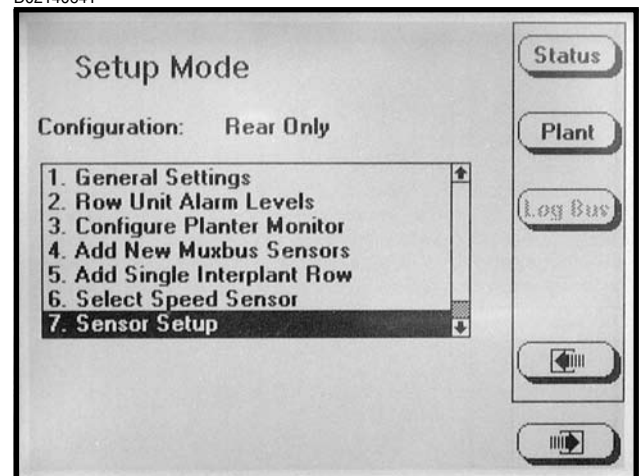 Setup Mode
Status
Configuration: Rear Only
Plant
1. General Settings
2. Row Unit Alarm Levels
3. Configure Planter Monitor
4. Add New Muxbus Sensors
5. Add Single Interplant Row
6. Select Speed Sensor
7. Sensor Setup
Log Bus